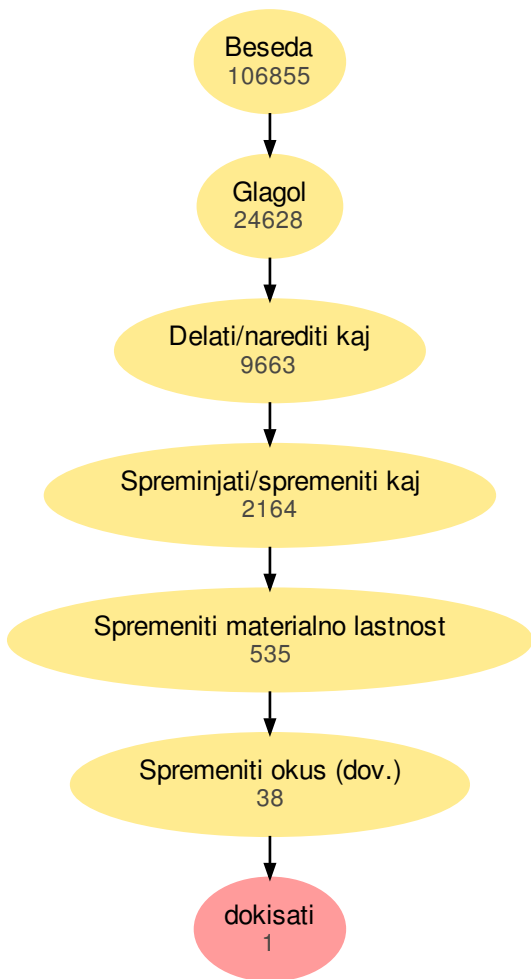 Beseda
106855
Glagol
24628
Delati/narediti kaj
9663
Spreminjati/spremeniti kaj
2164
Spremeniti materialno lastnost
535
Spremeniti okus (dov.)
38
dokisati
1